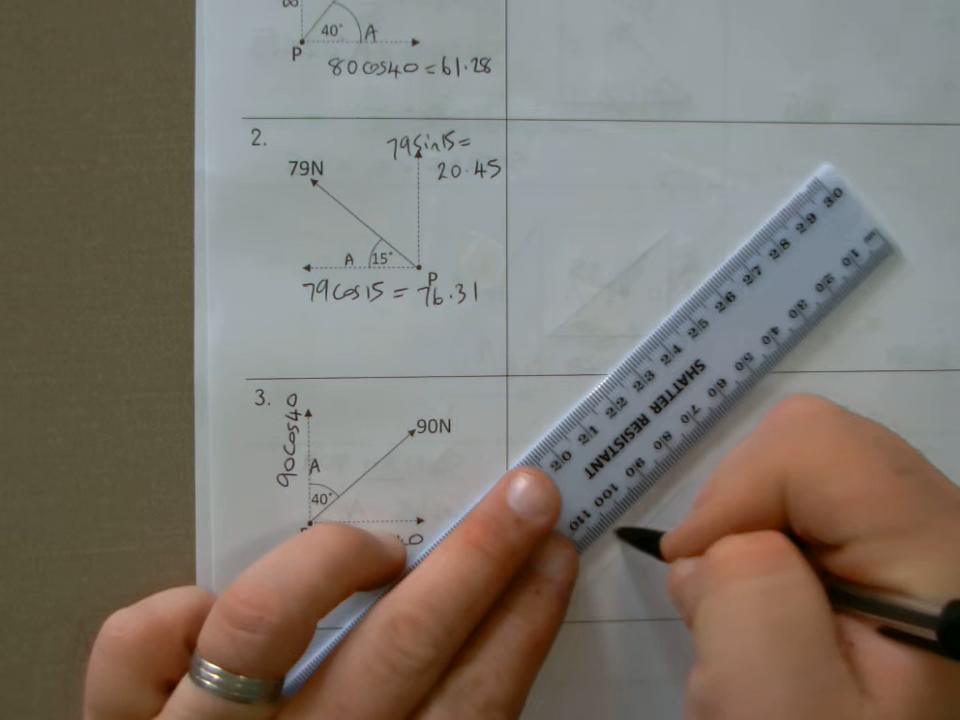 40° A
P
80cos40 = 61.28
2.
79sin15 =
20.45
79N
A 15°
P
79cos15 = 76.31
3.
90cos40
90N
A
40°
20 21 22 23 24 25 26 27 28 29 30
SHATTER RESISTANT
110 100 90 80 70 60 50 40 30 20 10